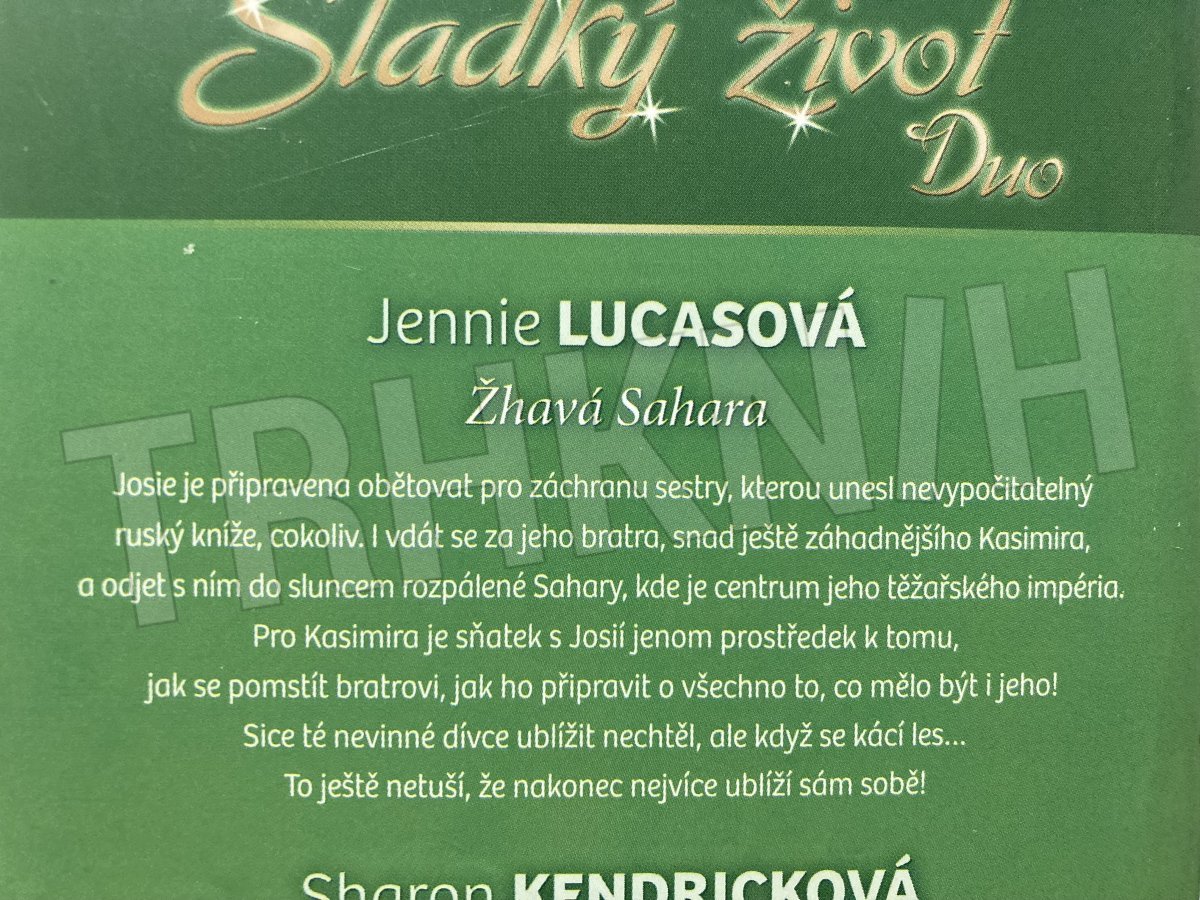 Sladký život
Duo
Jennie LUCASOVÁ
Žhavá Sahara
TRHKNIH
Josie je připravena obětovat pro záchranu sestry, kterou unesl nevypočitatelný
ruský kníže, cokoliv. I vdát se za jeho bratra, snad ještě záhadnějšího Kasimira,
a odjet s ním do sluncem rozpálené Sahary, kde je centrum jeho těžařského impéria.
Pro Kasimira je sňatek s Josií jenom prostředek k tomu,
jak se pomstít bratrovi, jak ho připravit o všechno to, co mělo být i jeho!
Sice té nevinné dívce ublížit nechtěl, ale když se kácí les...
To ještě netuší, že nakonec nejvíce ublíží sám sobě!
Sharon KENDRICKOVÁ